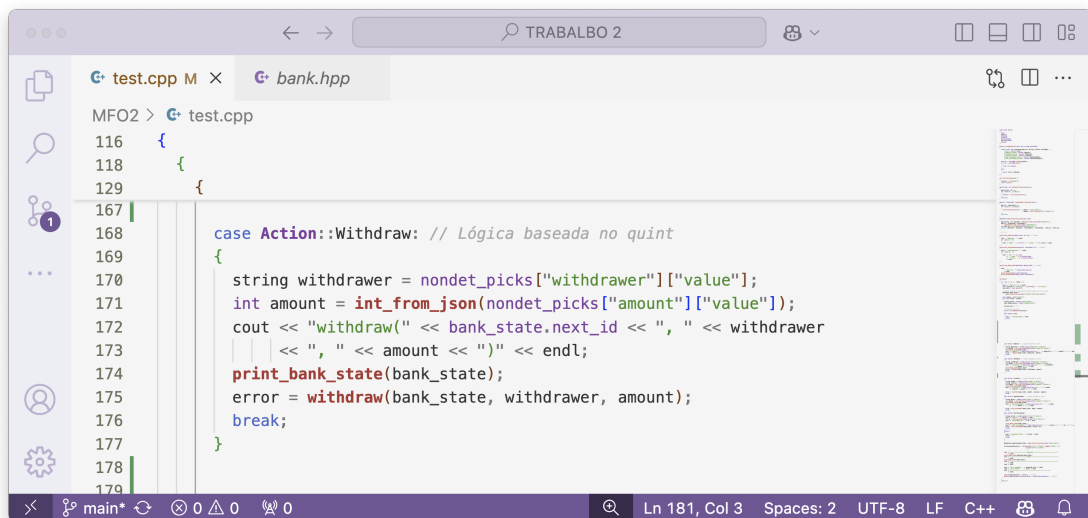 TRABALBO 2
test.cpp M
bank.hpp
MFO2 > test.cpp
116 {
118 {
129 {
167
168 case Action::Withdraw: // Lógica baseada no quint
169 {
170 string withdrawer = nondet_picks["withdrawer"]["value"];
171 int amount = int_from_json(nondet_picks["amount"]["value"]);
172 cout << "withdraw(" << bank_state.next_id << ", " << withdrawer
173 << ", " << amount << ")" << endl;
174 print_bank_state(bank_state);
175 error = withdraw(bank_state, withdrawer, amount);
176 break;
177 }
178
179
1
main* 0 0 0 Ln 181, Col 3 Spaces: 2 UTF-8 LF C++